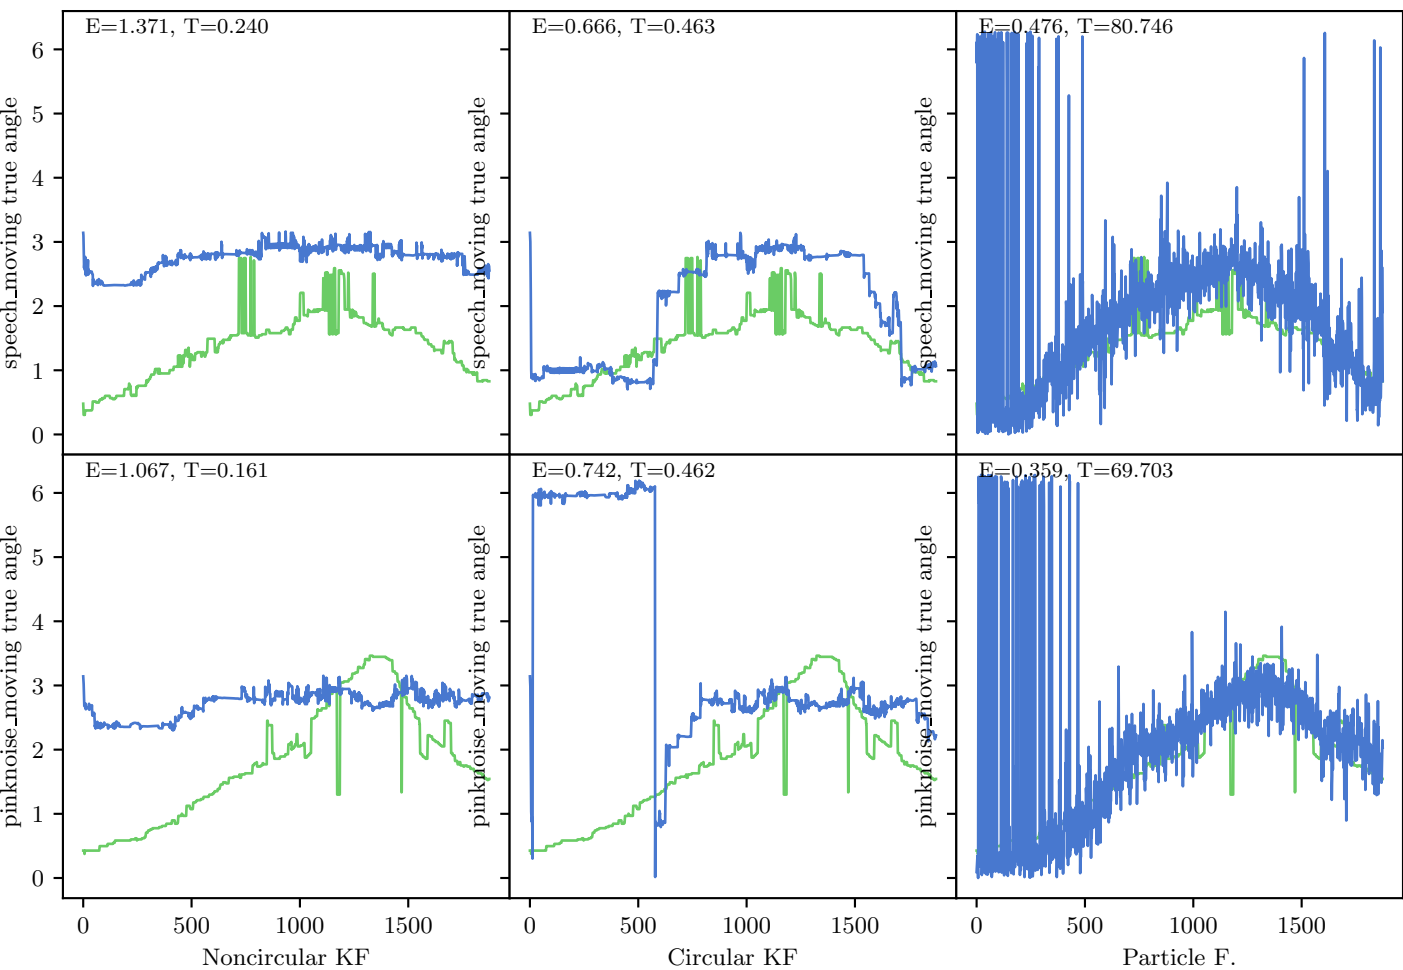 E=1.371, T=0.240
E=0.666, T=0.463
E=0.476, T=80.746
6
5
4
3
2
1
0
speech_moving true angle
speech_moving true angle
speech_moving true angle
E=1.067, T=0.161
E=0.742, T=0.462
E=0.359, T=69.703
6
5
4
3
2
1
0
pinknoise_moving true angle
pinknoise_moving true angle
pinknoise_moving true angle
0 500 1000 1500
0 500 1000 1500
0 500 1000 1500
Noncircular KF
Circular KF
Particle F.